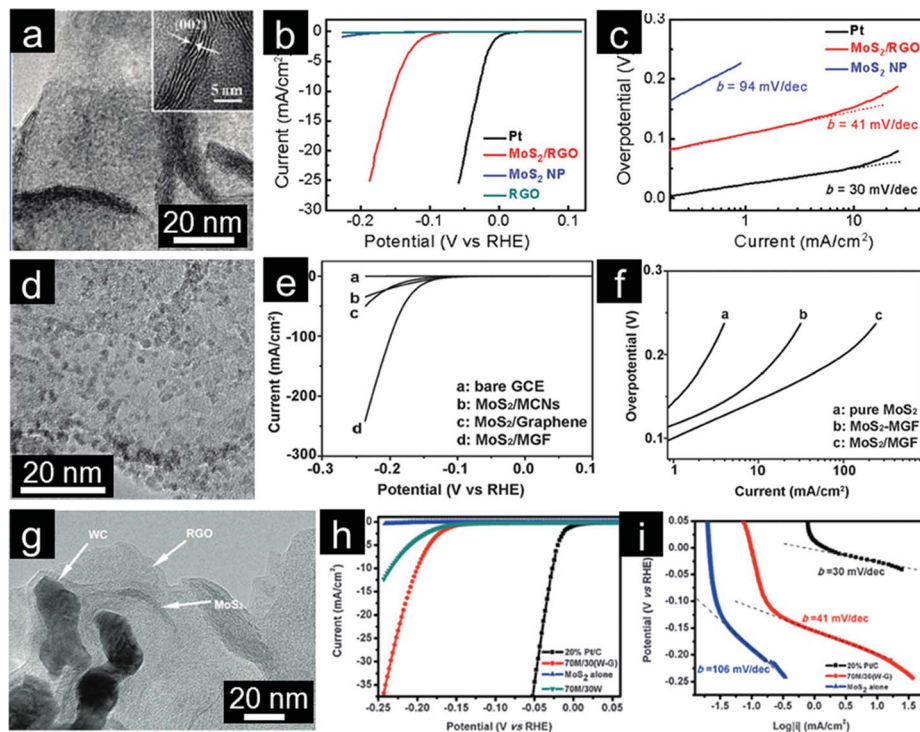 a
(002)
5 nm
20 nm
b
Current (mA/cm²)
0
-5
-10
-15
-20
-25
-30
-0.2
-0.1
0.0
0.1
Potential (V vs RHE)
Pt
MoS₂/RGO
MoS₂ NP
RGO
c
Overpotential (V)
0.3
0.2
0.1
0.0
1
10
Current (mA/cm²)
Pt
MoS₂/RGO
MoS₂ NP
b = 94 mV/dec
b = 41 mV/dec
b = 30 mV/dec
d
20 nm
e
Current (mA/cm²)
0
-100
-200
-300
-0.3
-0.2
-0.1
0.0
0.1
Potential (V vs RHE)
a
b
c
d
a: bare GCE
b: MoS₂/MCNs
c: MoS₂/Graphene
d: MoS₂/MGF
f
Overpotential (V)
0.3
0.2
0.1
1
10
100
Current (mA/cm²)
a
b
c
a: pure MoS₂
b: MoS₂-MGF
c: MoS₂/MGF
g
WC
RGO
MoS₂
20 nm
h
Current (mA/cm²)
0
-5
-10
-15
-20
-25
-30
-35
-0.25
-0.20
-0.15
-0.10
-0.05
0.00
0.05
Potential (V vs RHE)
20% Pt/C
70M/30(W-G)
MoS₂ alone
70M/30W
i
Potential (V vs RHE)
0.05
0.00
-0.05
-0.10
-0.15
-0.20
-0.25
-1.5
-1.0
-0.5
0.0
0.5
1.0
1.5
Log|i| (mA/cm²)
b=30 mV/dec
b=41 mV/dec
b=106 mV/dec
20% Pt/C
70M/30(W-G)
MoS₂ alone